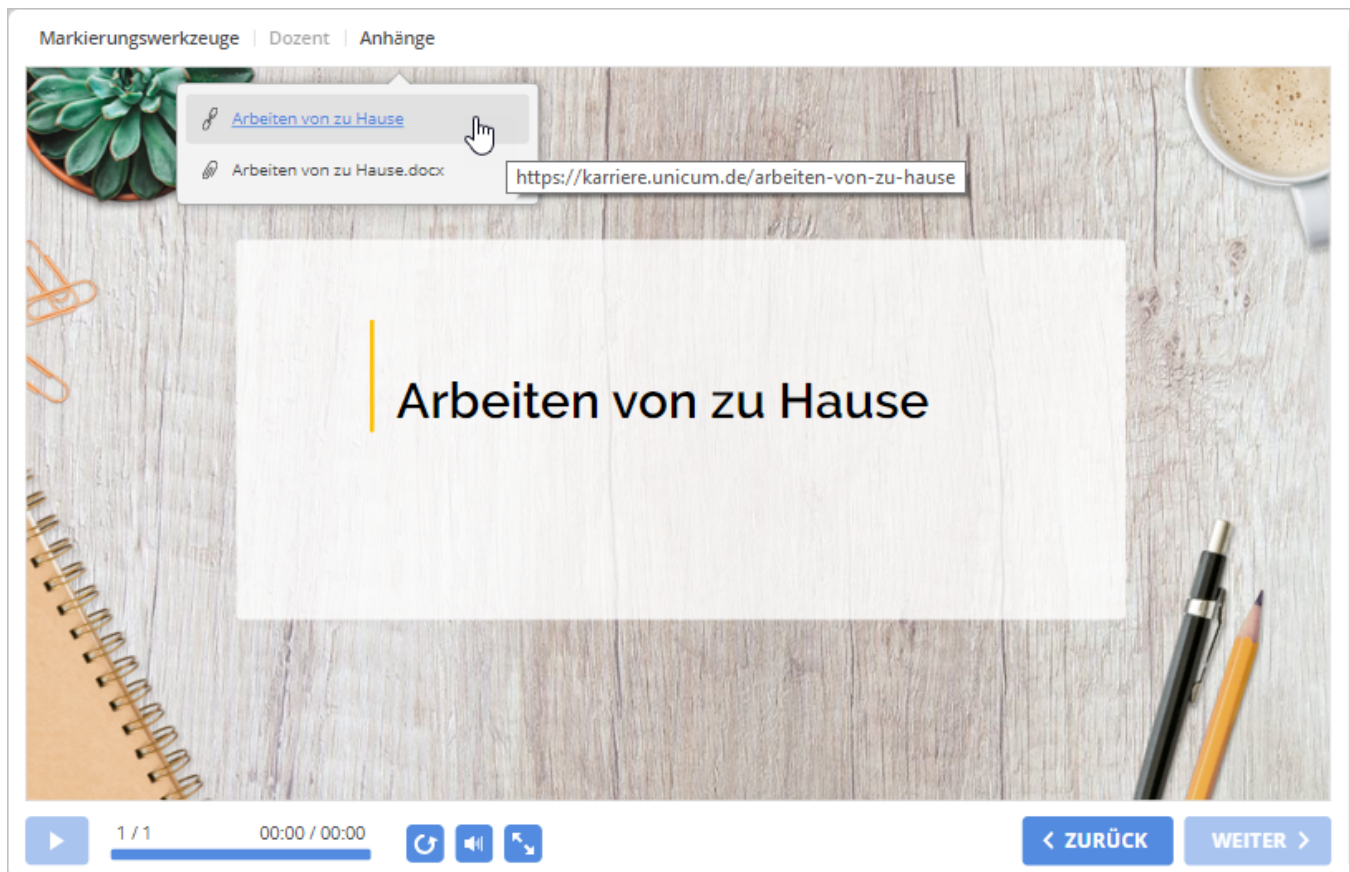 Markierungswerkzeuge | Dozent | Anhänge
Arbeiten von zu Hause
Arbeiten von zu Hause.docx
https://karriere.unicum.de/arbeiten-von-zu-hause
Arbeiten von zu Hause
1 / 1 00:00 / 00:00 ZURÜCK WEITER